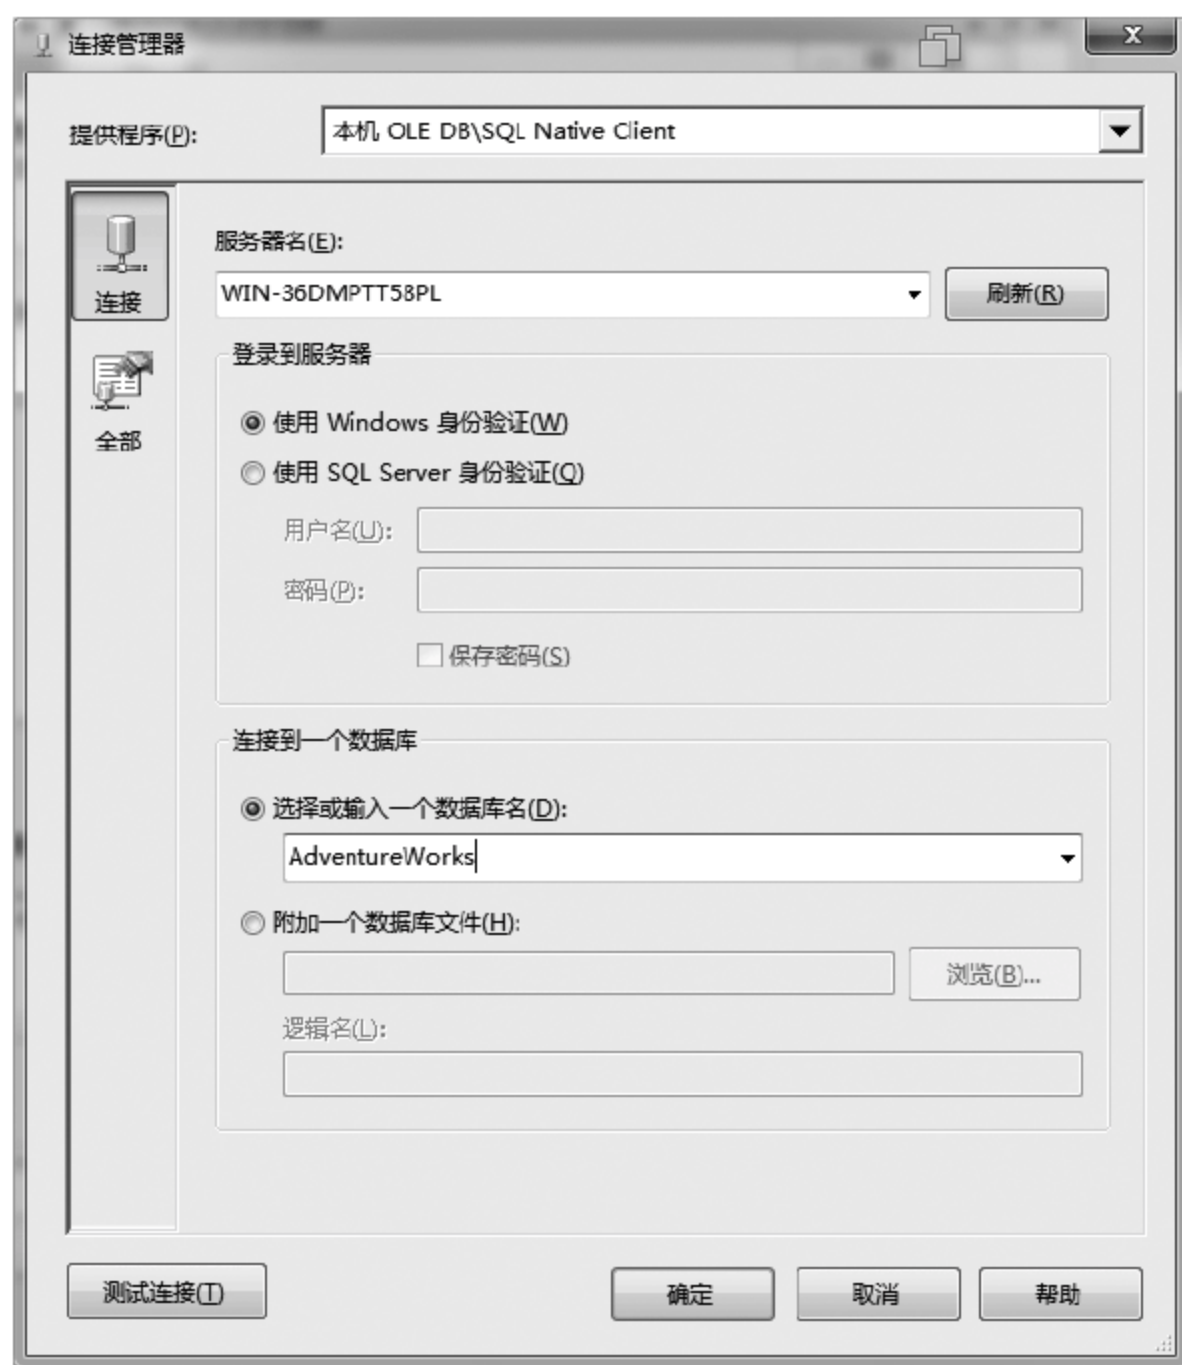 连接管理器
提供程序(P):
本机 OLE DB\SQL Native Client
连接
全部
服务器名(E):
WIN-36DMPTT58PL
刷新(R)
登录到服务器
使用 Windows 身份验证(W)
使用 SQL Server 身份验证(Q)
用户名(U):
密码(P):
保存密码(S)
连接到一个数据库
选择或输入一个数据库名(D):
AdventureWorks
附加一个数据库文件(H):
浏览(B)...
逻辑名(L):
测试连接(T)
确定
取消
帮助